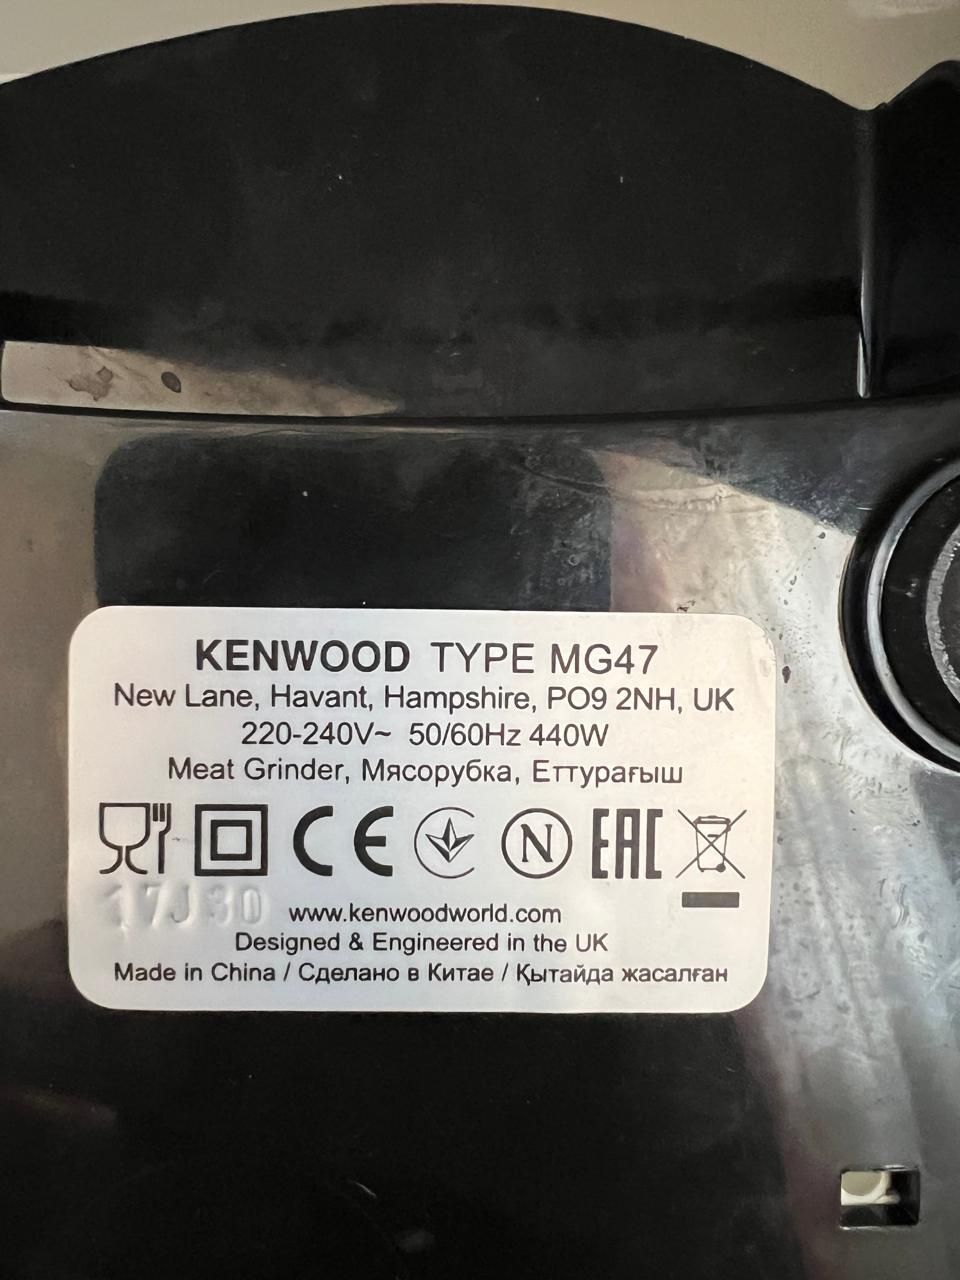 KENWOOD TYPE MG47
New Lane, Havant, Hampshire, PO9 2NH, UK
220-240V~ 50/60Hz 440W
Meat Grinder, Мясорубка, Еттурағыш
CE N EAC
17J30
www.kenwoodworld.com
Designed & Engineered in the UK
Made in China / Сделано в Китае / Қытайда жасалған